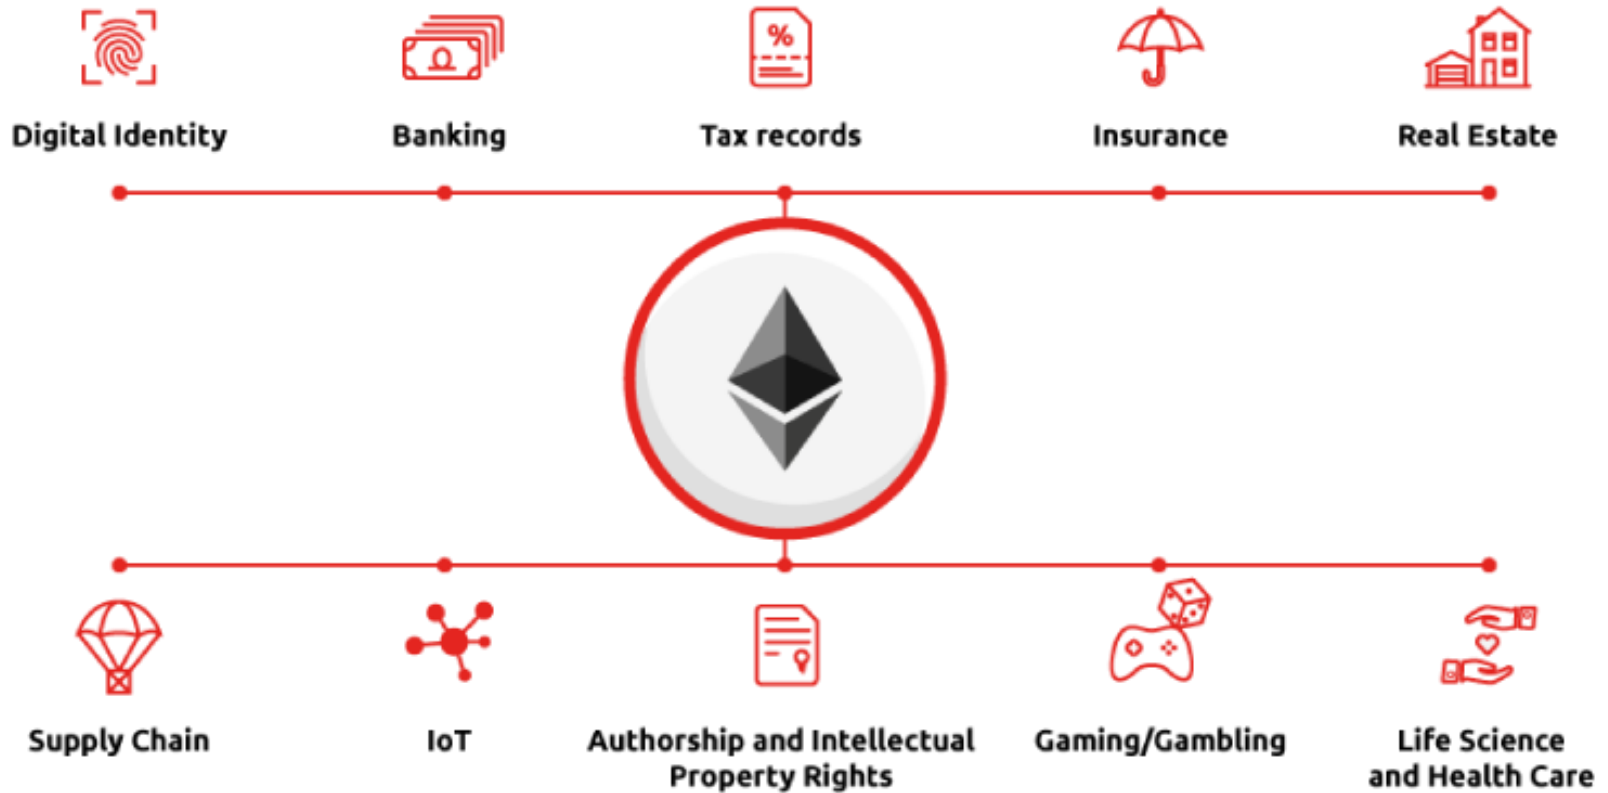 %
Digital Identity
Banking
Tax records
Insurance
Real Estate
Supply Chain
IoT
Authorship and Intellectual
Property Rights
Gaming/Gambling
Life Science
and Health Care